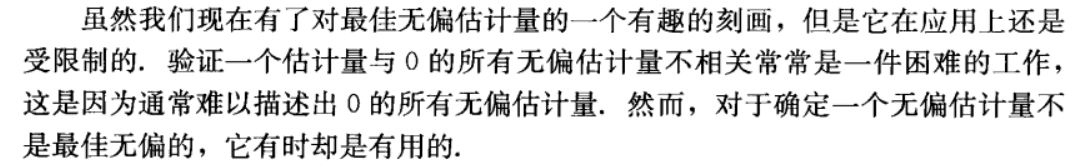 虽然我们现在有了对最佳无偏估计量的一个有趣的刻画，但是它在应用上还是
受限制的. 验证一个估计量与 0 的所有无偏估计量不相关常常是一件困难的工作，
这是因为通常难以描述出 0 的所有无偏估计量. 然而，对于确定一个无偏估计量不
是最佳无偏的，它有时却是有用的.